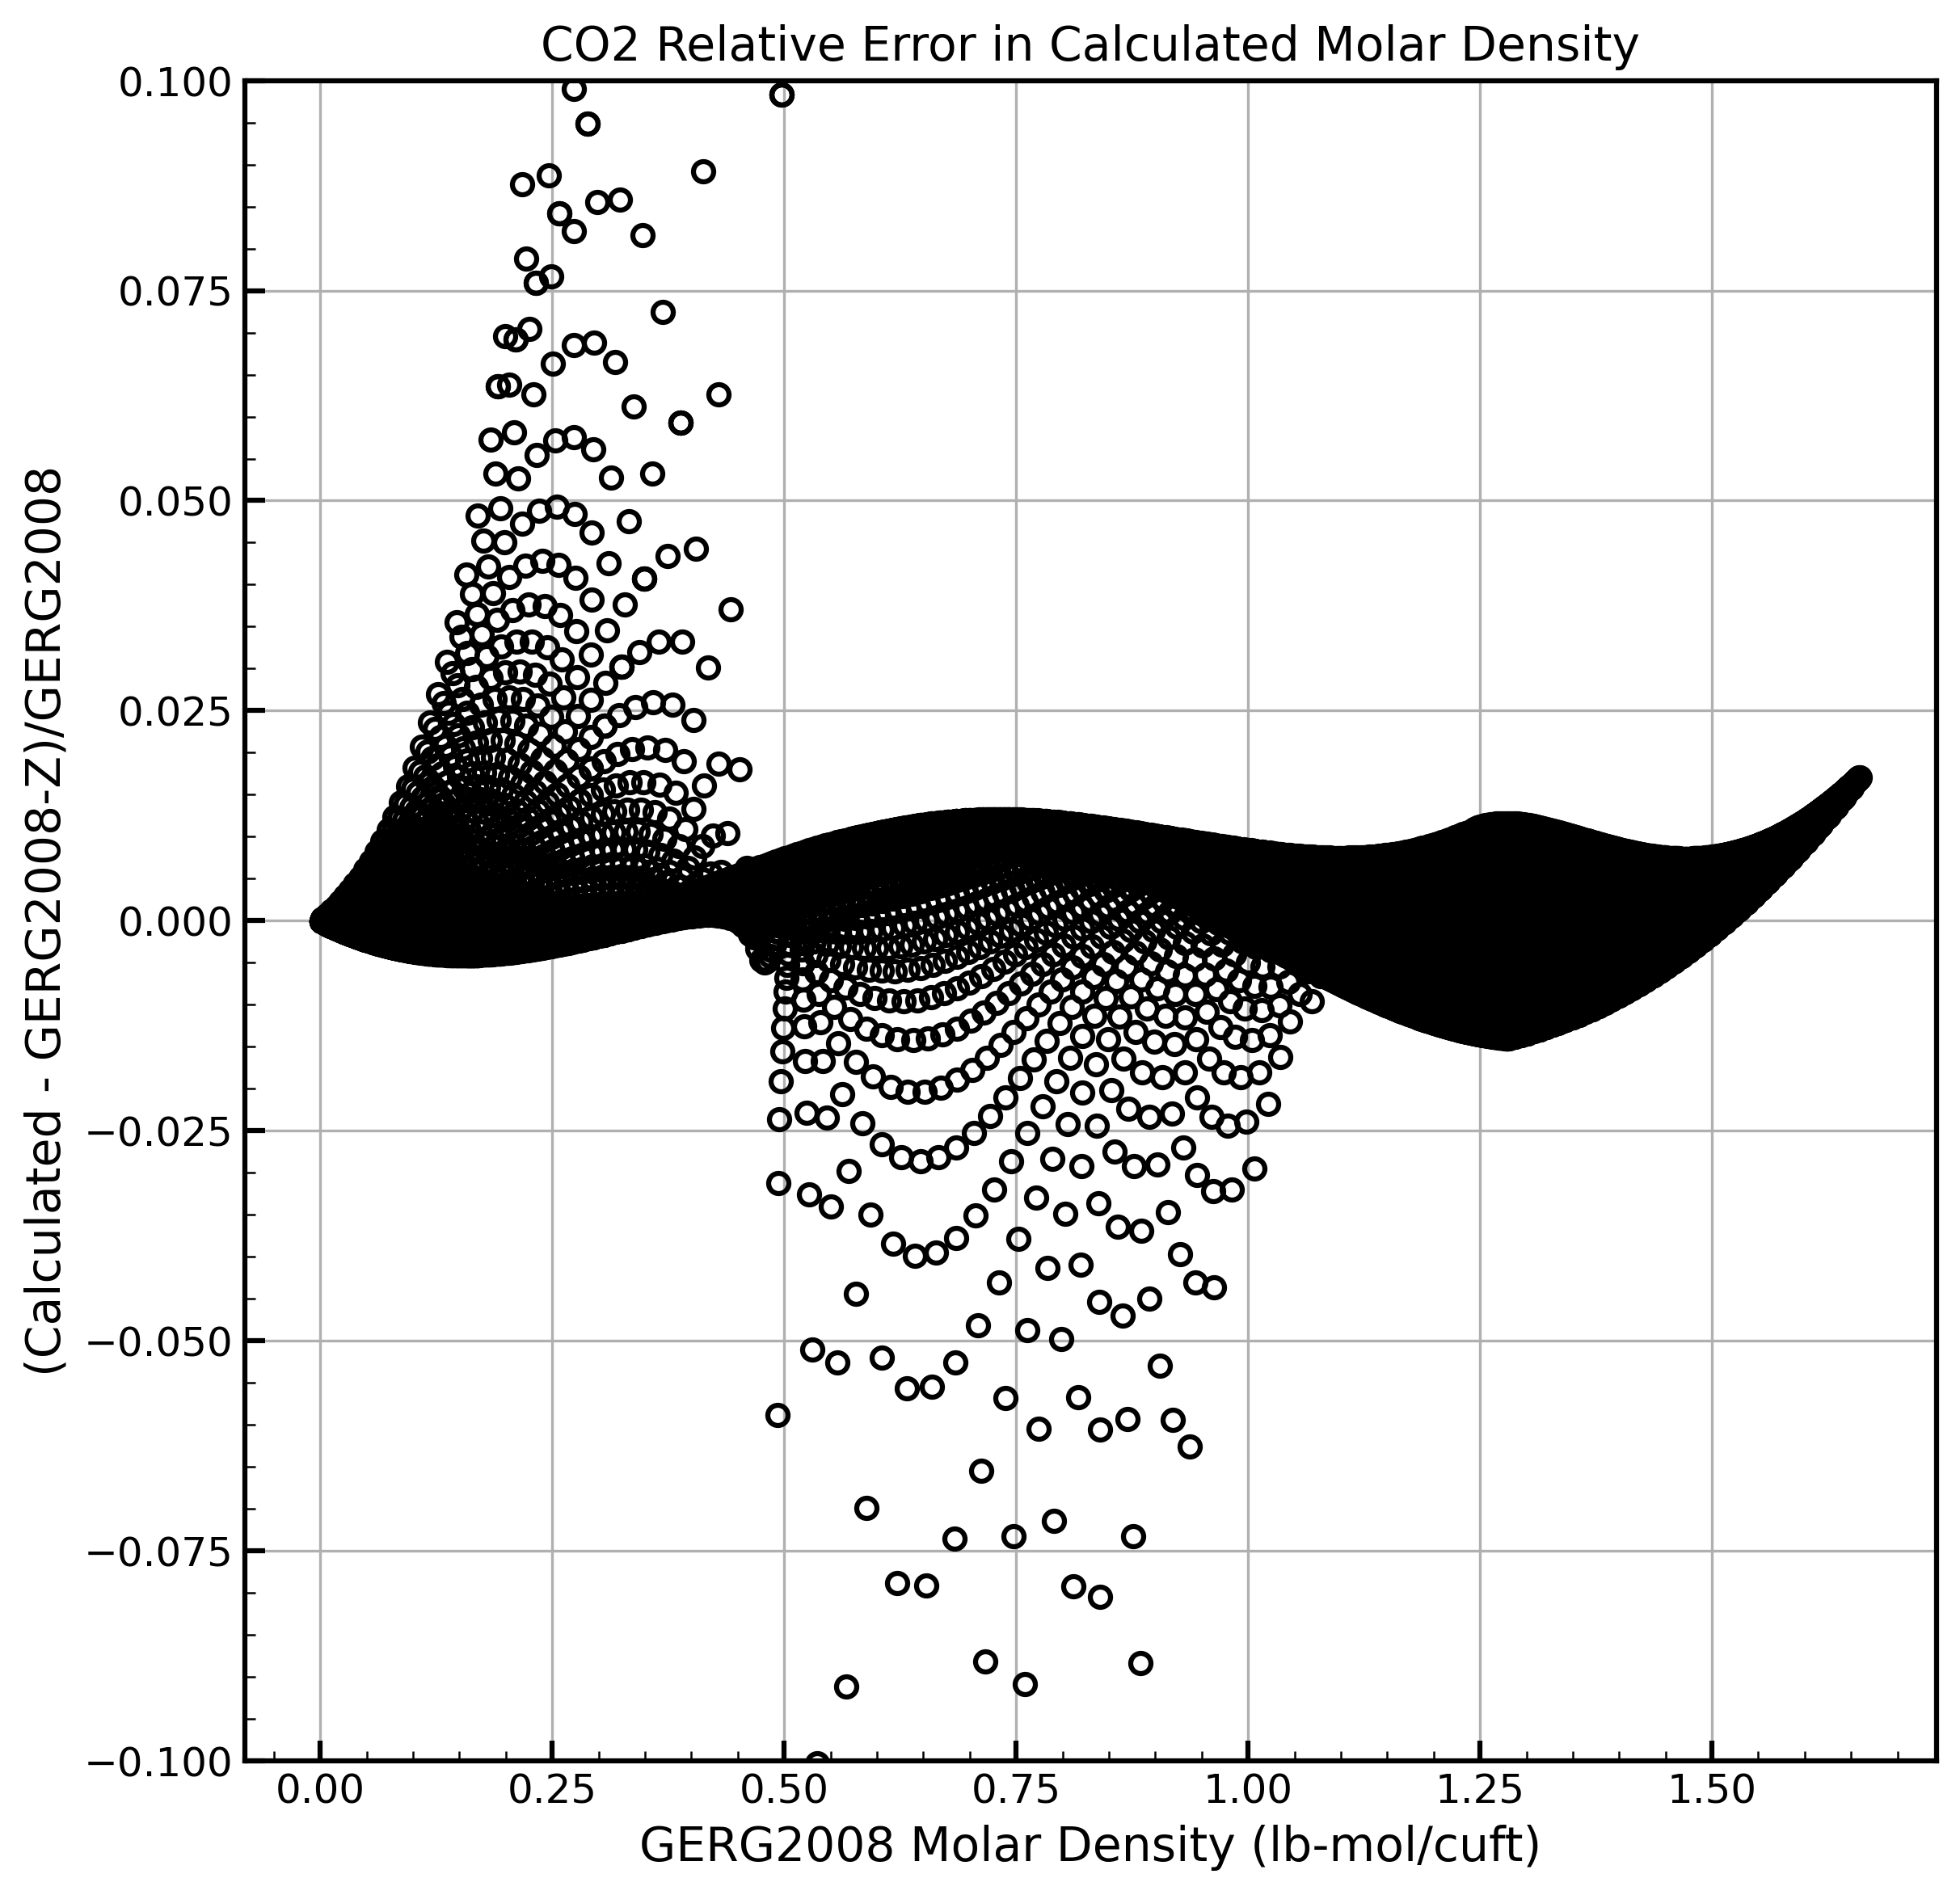 CO2 Relative Error in Calculated Molar Density
(Calculated - GERG2008-Z)/GERG2008
0.100
0.075
0.050
0.025
0.000
−0.025
−0.050
−0.075
−0.100
0.00 0.25 0.50 0.75 1.00 1.25 1.50
GERG2008 Molar Density (lb-mol/cuft)